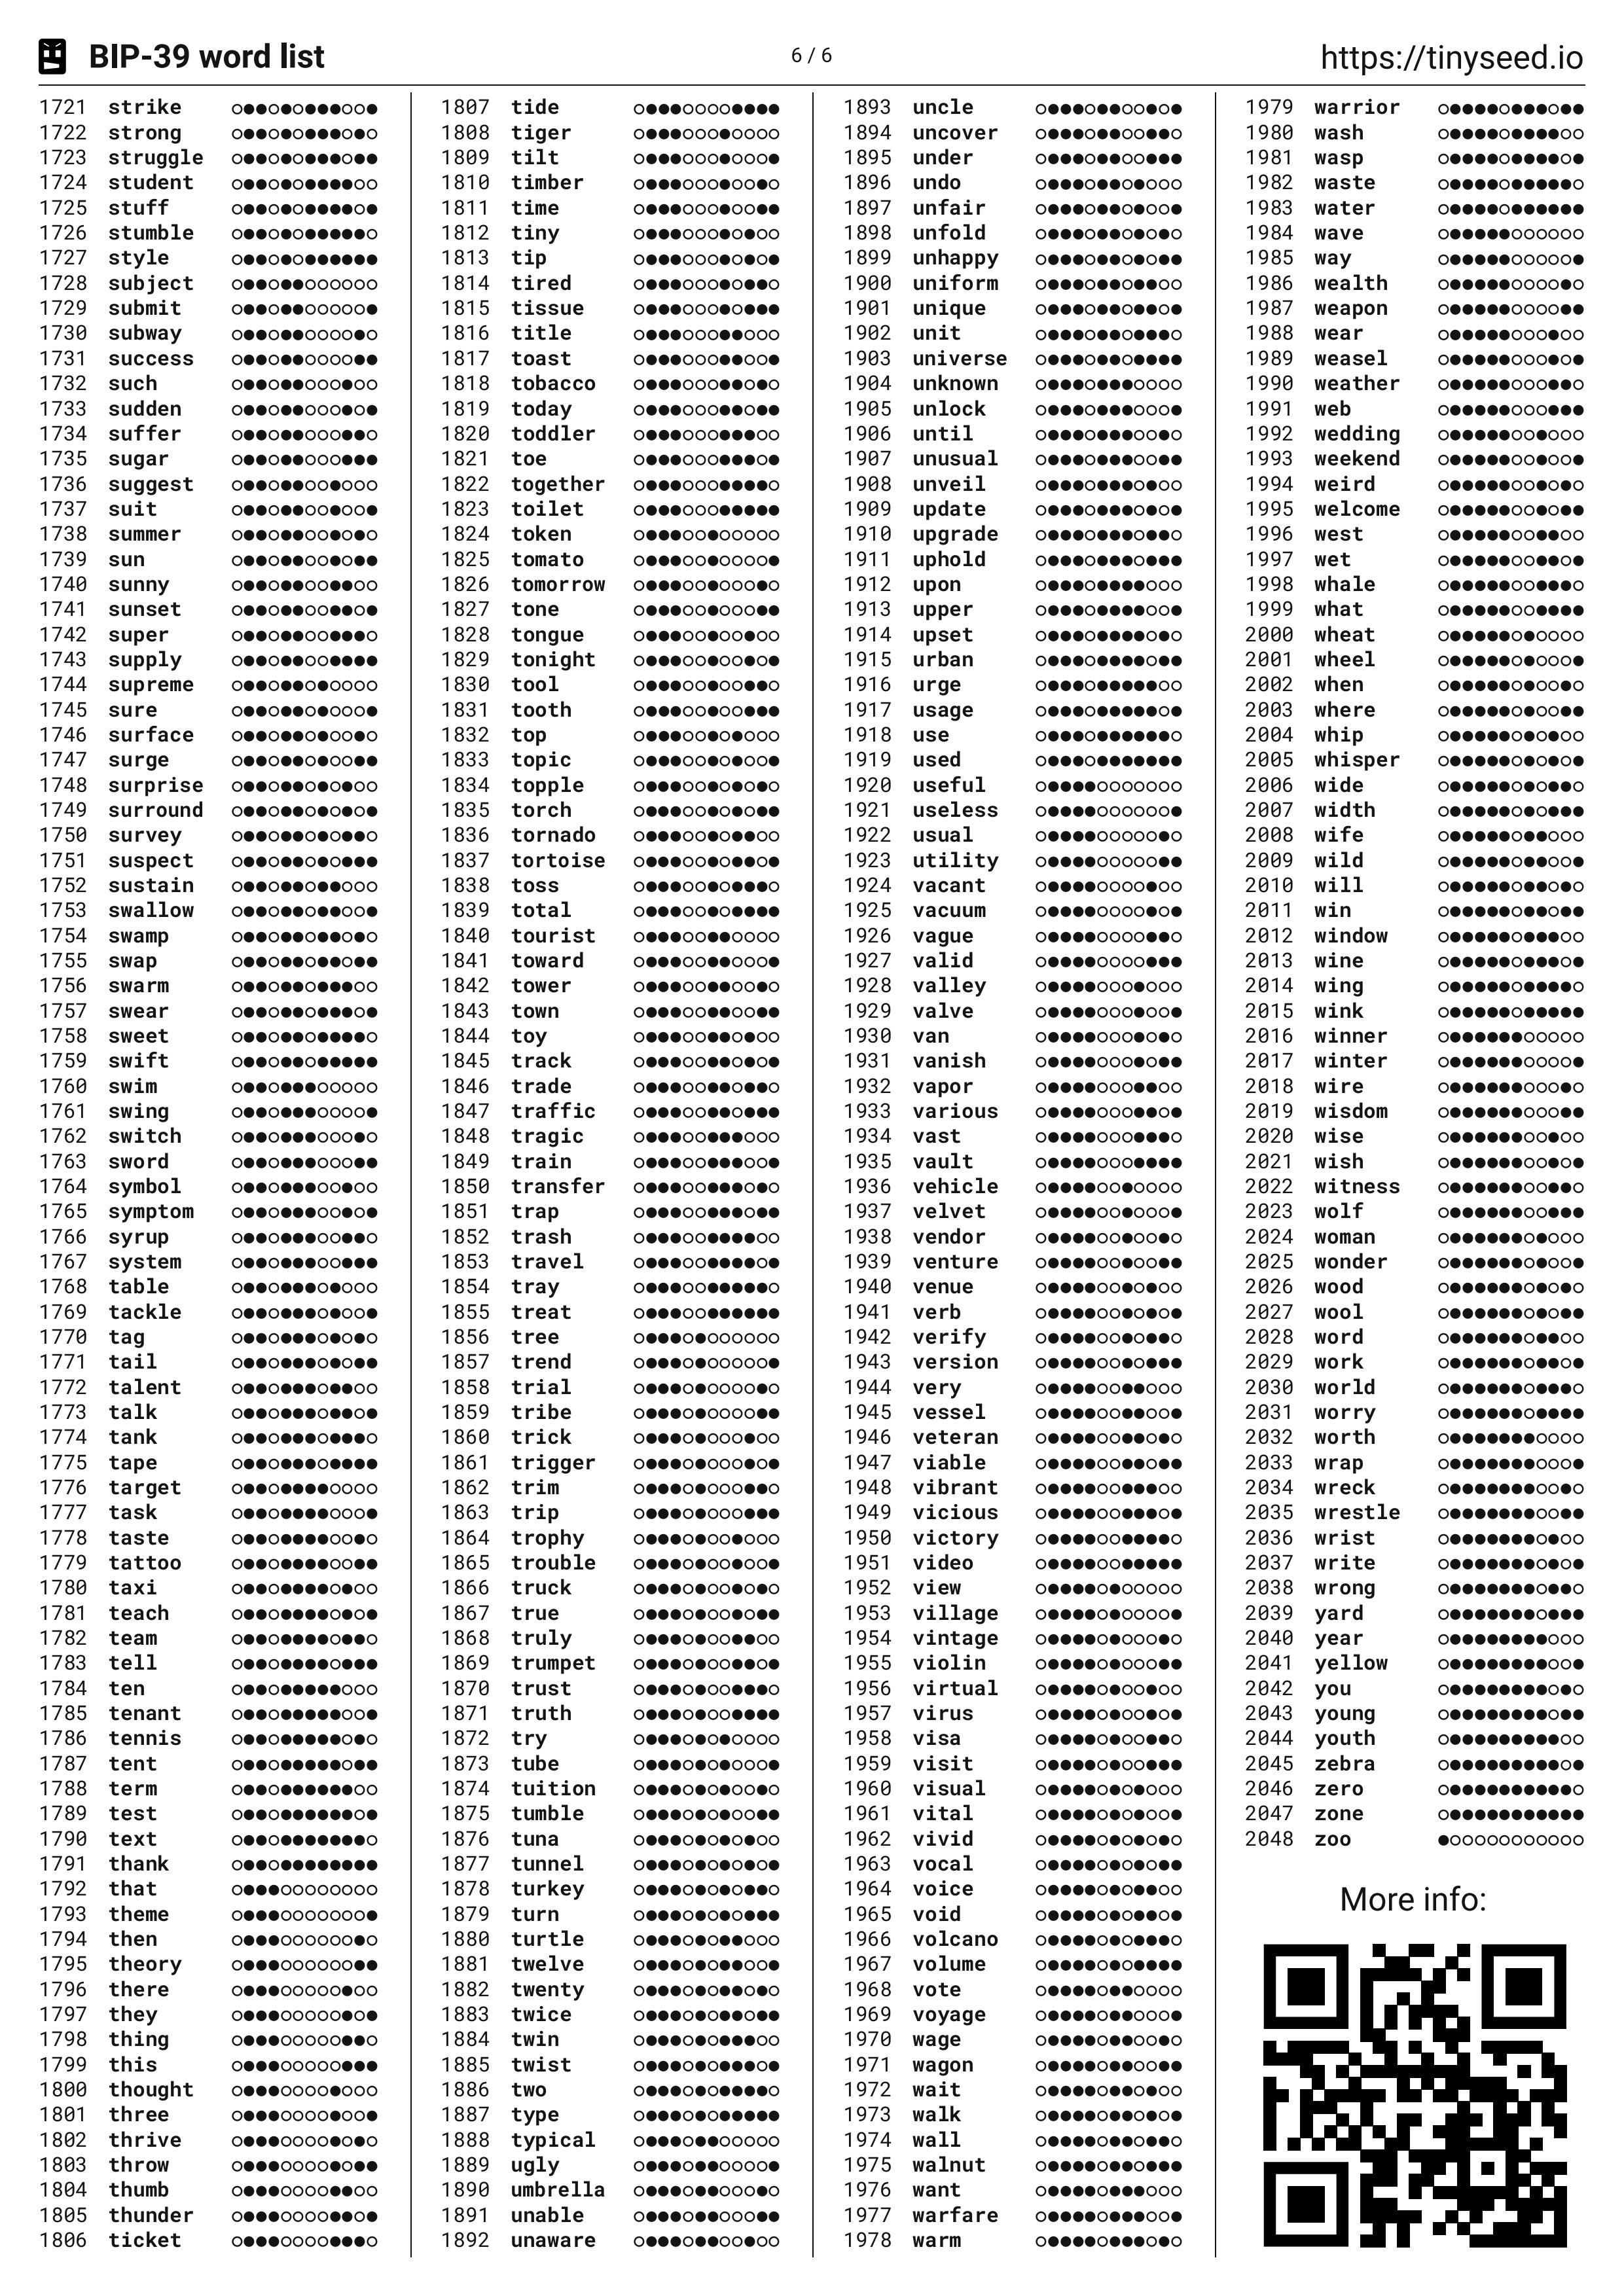 BIP-39 word list
6 / 6
https://tinyseed.io
1721 strike
1722 strong
1723 struggle
1724 student
1725 stuff
1726 stumble
1727 style
1728 subject
1729 submit
1730 subway
1731 success
1732 such
1733 sudden
1734 suffer
1735 sugar
1736 suggest
1737 suit
1738 summer
1739 sun
1740 sunny
1741 sunset
1742 super
1743 supply
1744 supreme
1745 sure
1746 surface
1747 surge
1748 surprise
1749 surround
1750 survey
1751 suspect
1752 sustain
1753 swallow
1754 swamp
1755 swap
1756 swarm
1757 swear
1758 sweet
1759 swift
1760 swim
1761 swing
1762 switch
1763 sword
1764 symbol
1765 symptom
1766 syrup
1767 system
1768 table
1769 tackle
1770 tag
1771 tail
1772 talent
1773 talk
1774 tank
1775 tape
1776 target
1777 task
1778 taste
1779 tattoo
1780 taxi
1781 teach
1782 team
1783 tell
1784 ten
1785 tenant
1786 tennis
1787 tent
1788 term
1789 test
1790 text
1791 thank
1792 that
1793 theme
1794 then
1795 theory
1796 there
1797 they
1798 thing
1799 this
1800 thought
1801 three
1802 thrive
1803 throw
1804 thumb
1805 thunder
1806 ticket
1807 tide
1808 tiger
1809 tilt
1810 timber
1811 time
1812 tiny
1813 tip
1814 tired
1815 tissue
1816 title
1817 toast
1818 tobacco
1819 today
1820 toddler
1821 toe
1822 together
1823 toilet
1824 token
1825 tomato
1826 tomorrow
1827 tone
1828 tongue
1829 tonight
1830 tool
1831 tooth
1832 top
1833 topic
1834 topple
1835 torch
1836 tornado
1837 tortoise
1838 toss
1839 total
1840 tourist
1841 toward
1842 tower
1843 town
1844 toy
1845 track
1846 trade
1847 traffic
1848 tragic
1849 train
1850 transfer
1851 trap
1852 trash
1853 travel
1854 tray
1855 treat
1856 tree
1857 trend
1858 trial
1859 tribe
1860 trick
1861 trigger
1862 trim
1863 trip
1864 trophy
1865 trouble
1866 truck
1867 true
1868 truly
1869 trumpet
1870 trust
1871 truth
1872 try
1873 tube
1874 tuition
1875 tumble
1876 tuna
1877 tunnel
1878 turkey
1879 turn
1880 turtle
1881 twelve
1882 twenty
1883 twice
1884 twin
1885 twist
1886 two
1887 type
1888 typical
1889 ugly
1890 umbrella
1891 unable
1892 unaware
1893 uncle
1894 uncover
1895 under
1896 undo
1897 unfair
1898 unfold
1899 unhappy
1900 uniform
1901 unique
1902 unit
1903 universe
1904 unknown
1905 unlock
1906 until
1907 unusual
1908 unveil
1909 update
1910 upgrade
1911 uphold
1912 upon
1913 upper
1914 upset
1915 urban
1916 urge
1917 usage
1918 use
1919 used
1920 useful
1921 useless
1922 usual
1923 utility
1924 vacant
1925 vacuum
1926 vague
1927 valid
1928 valley
1929 valve
1930 van
1931 vanish
1932 vapor
1933 various
1934 vast
1935 vault
1936 vehicle
1937 velvet
1938 vendor
1939 venture
1940 venue
1941 verb
1942 verify
1943 version
1944 very
1945 vessel
1946 veteran
1947 viable
1948 vibrant
1949 vicious
1950 victory
1951 video
1952 view
1953 village
1954 vintage
1955 violin
1956 virtual
1957 virus
1958 visa
1959 visit
1960 visual
1961 vital
1962 vivid
1963 vocal
1964 voice
1965 void
1966 volcano
1967 volume
1968 vote
1969 voyage
1970 wage
1971 wagon
1972 wait
1973 walk
1974 wall
1975 walnut
1976 want
1977 warfare
1978 warm
1979 warrior
1980 wash
1981 wasp
1982 waste
1983 water
1984 wave
1985 way
1986 wealth
1987 weapon
1988 wear
1989 weasel
1990 weather
1991 web
1992 wedding
1993 weekend
1994 weird
1995 welcome
1996 west
1997 wet
1998 whale
1999 what
2000 wheat
2001 wheel
2002 when
2003 where
2004 whip
2005 whisper
2006 wide
2007 width
2008 wife
2009 wild
2010 will
2011 win
2012 window
2013 wine
2014 wing
2015 wink
2016 winner
2017 winter
2018 wire
2019 wisdom
2020 wise
2021 wish
2022 witness
2023 wolf
2024 woman
2025 wonder
2026 wood
2027 wool
2028 word
2029 work
2030 world
2031 worry
2032 worth
2033 wrap
2034 wreck
2035 wrestle
2036 wrist
2037 write
2038 wrong
2039 yard
2040 year
2041 yellow
2042 you
2043 young
2044 youth
2045 zebra
2046 zero
2047 zone
2048 zoo
More info: